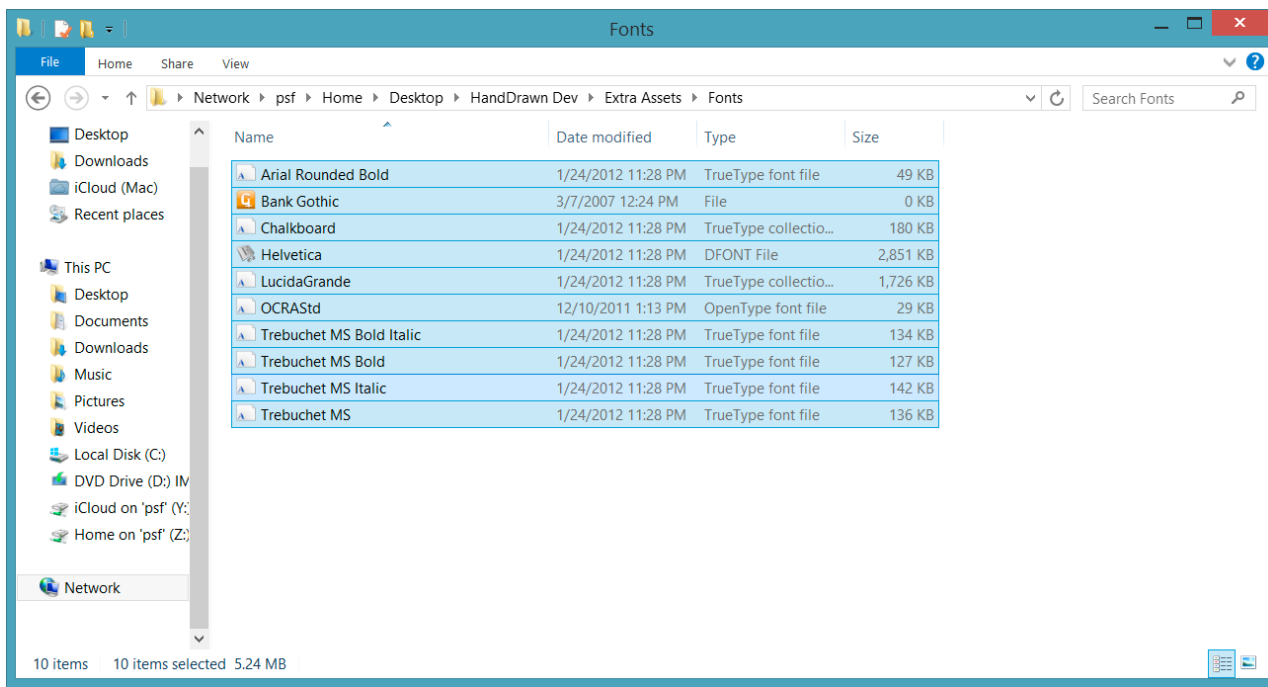 Fonts
File Home Share View
Network psf Home Desktop HandDrawn Dev Extra Assets Fonts Search Fonts
Name Date modified Type Size
Desktop
Downloads
iCloud (Mac)
Recent places
This PC
Desktop
Documents
Downloads
Music
Pictures
Videos
Local Disk (C:)
DVD Drive (D:) IM
iCloud on 'psf' (Y:)
Home on 'psf' (Z:)
Network
Arial Rounded Bold 1/24/2012 11:28 PM TrueType font file 49 KB
Bank Gothic 3/7/2007 12:24 PM File 0 KB
Chalkboard 1/24/2012 11:28 PM TrueType collectio... 180 KB
Helvetica 1/24/2012 11:28 PM DFONT File 2,851 KB
LucidaGrande 1/24/2012 11:28 PM TrueType collectio... 1,726 KB
OCRAStd 12/10/2011 1:13 PM OpenType font file 29 KB
Trebuchet MS Bold Italic 1/24/2012 11:28 PM TrueType font file 134 KB
Trebuchet MS Bold 1/24/2012 11:28 PM TrueType font file 127 KB
Trebuchet MS Italic 1/24/2012 11:28 PM TrueType font file 142 KB
Trebuchet MS 1/24/2012 11:28 PM TrueType font file 136 KB
10 items 10 items selected 5.24 MB